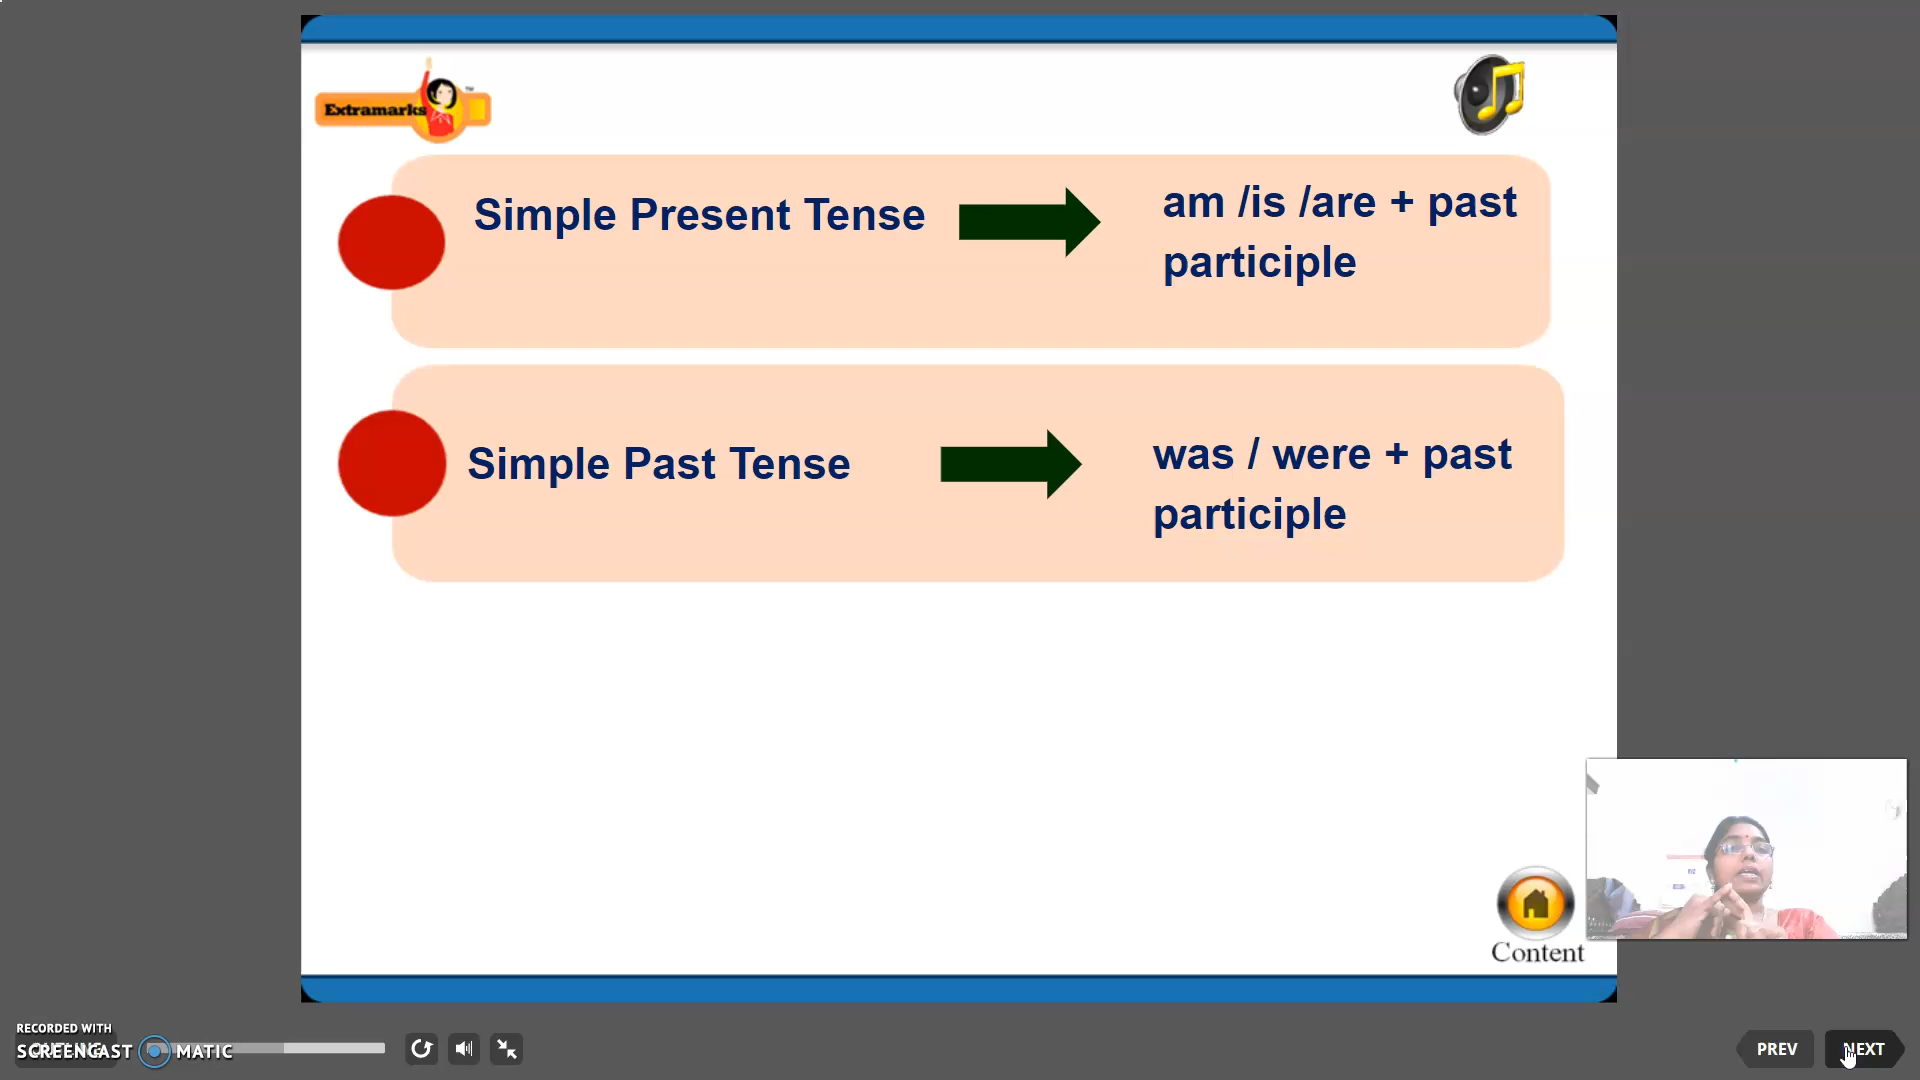 Extramarks
TM
Simple Present Tense
am /is /are + past
participle
Simple Past Tense
was / were + past
participle
Content
RECORDED WITH
SCREENCAST MATIC
PREV
NEXT